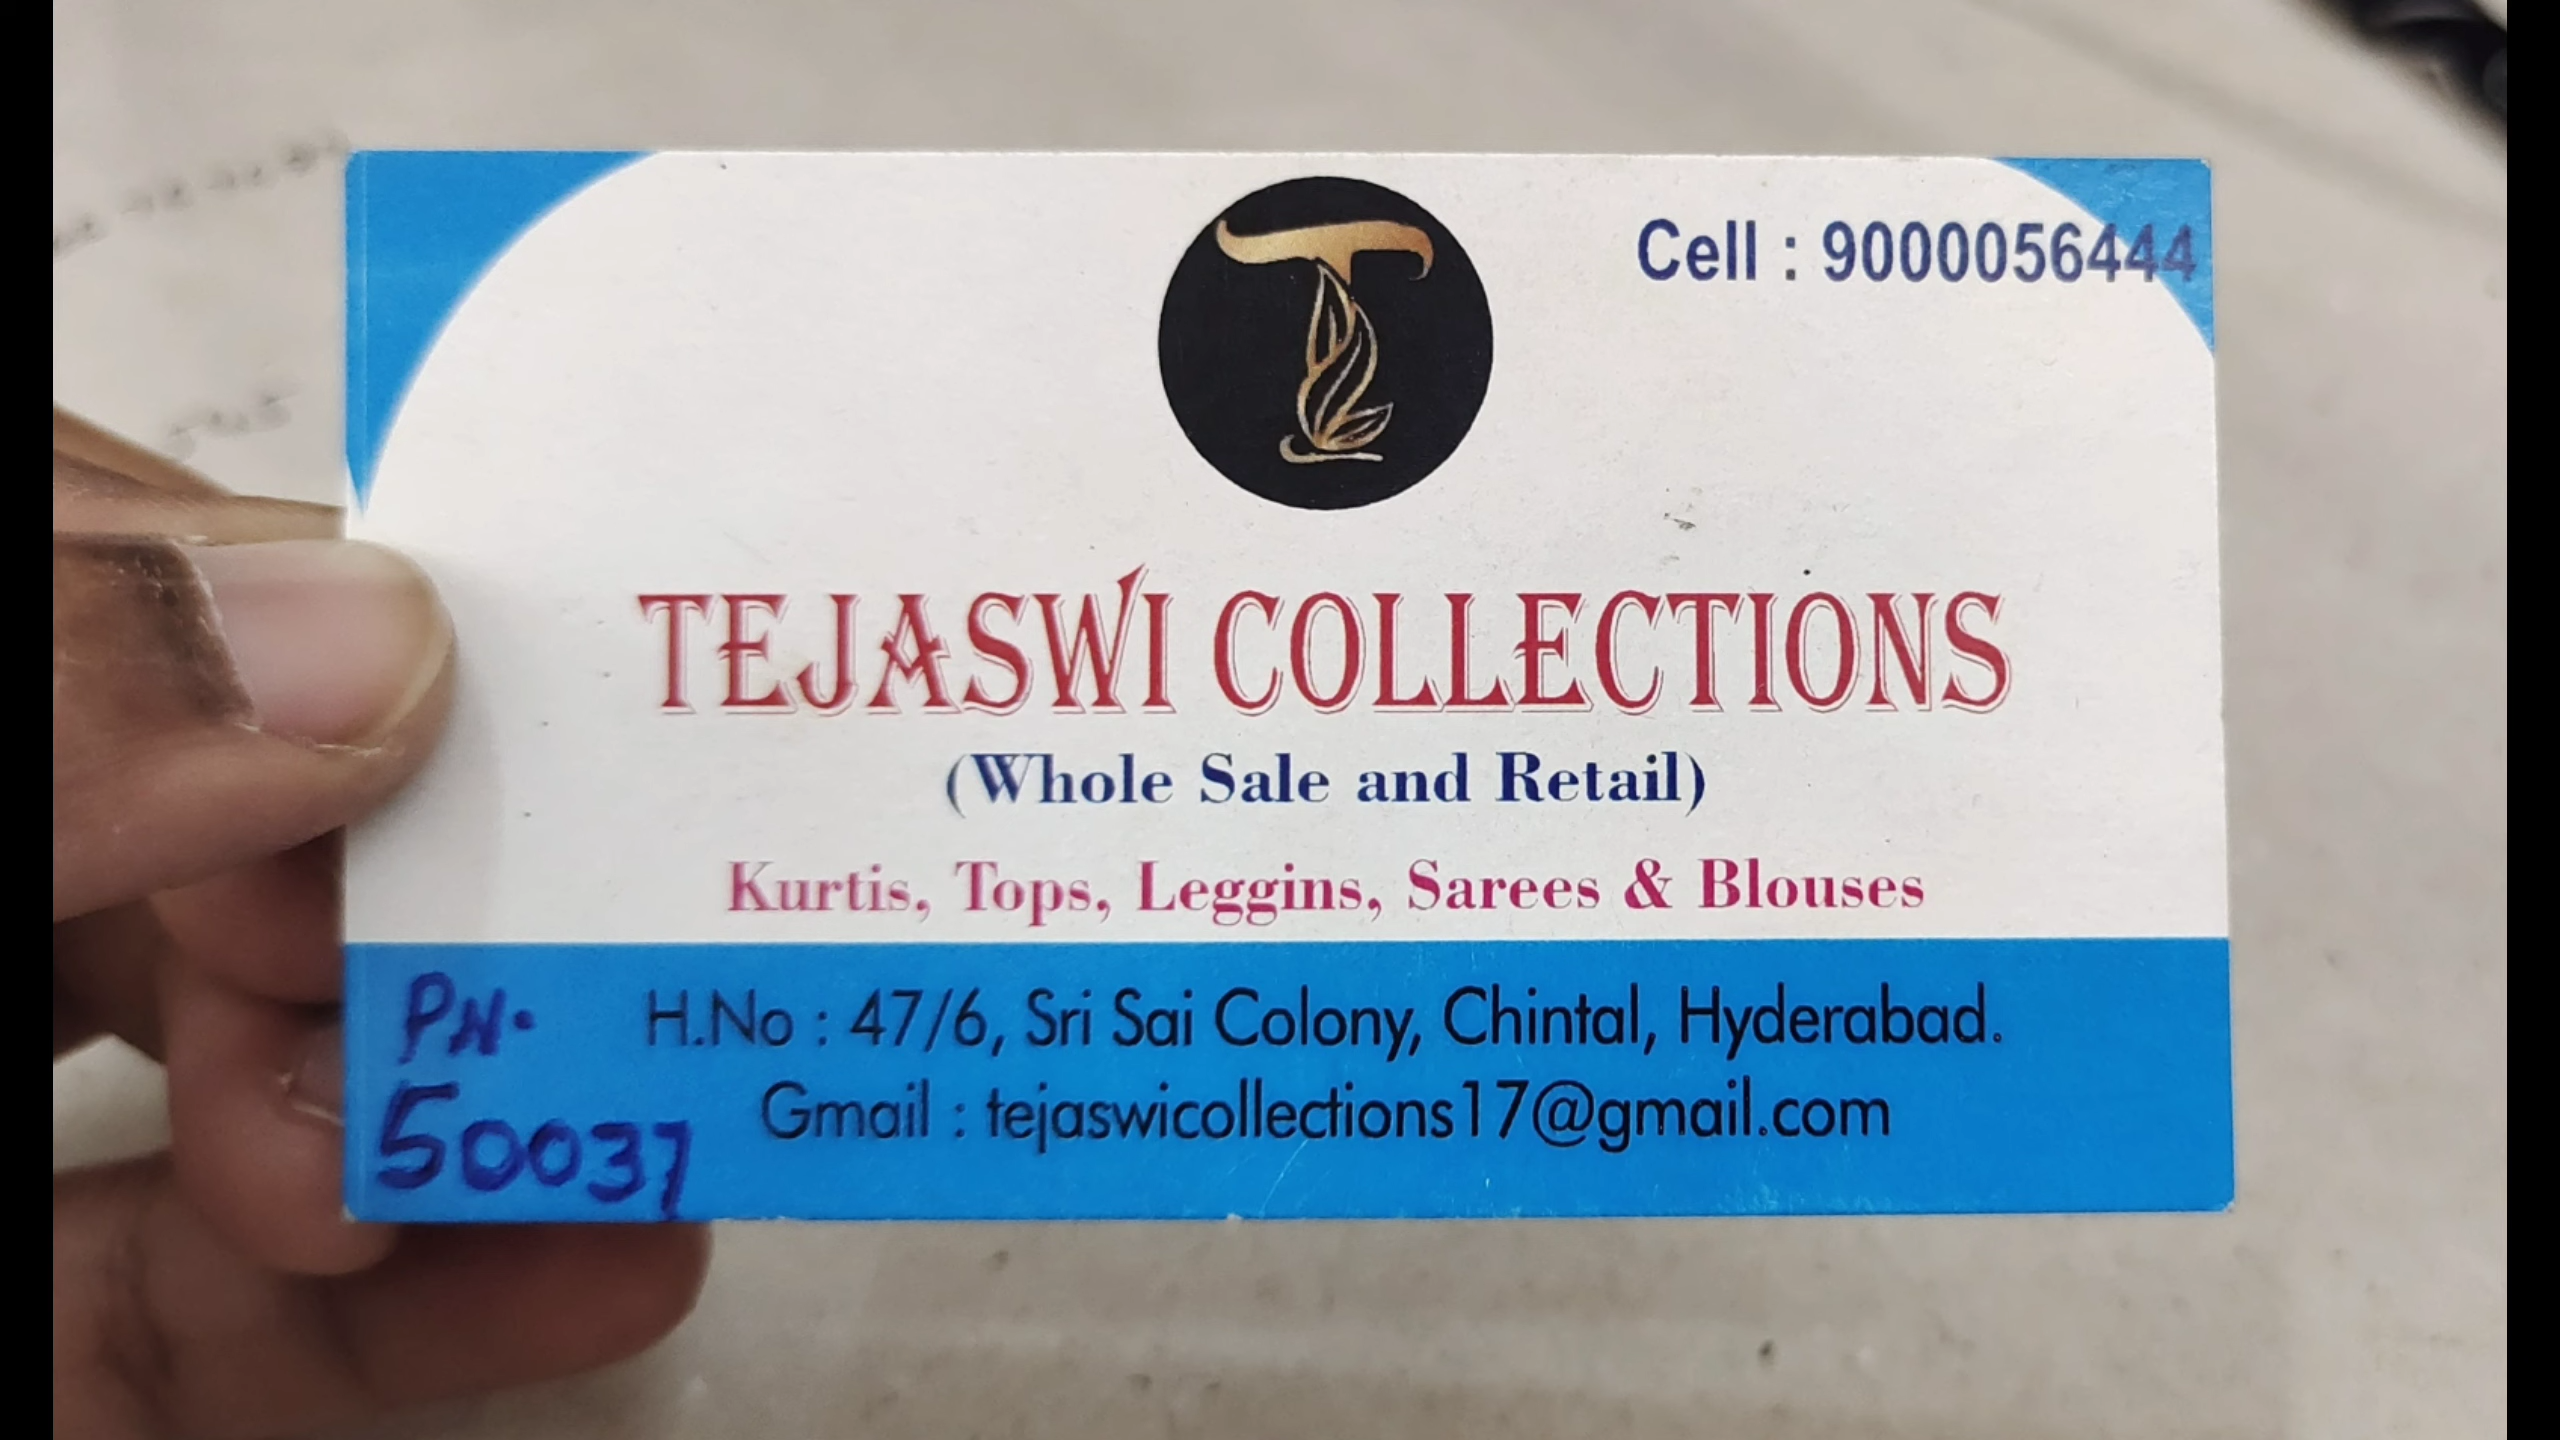 Cell : 9000056444
TEJASWI COLLECTIONS
(Whole Sale and Retail)
Kurtis, Tops, Leggins, Sarees & Blouses
PN.
50037
H.No : 47/6, Sri Sai Colony, Chintal, Hyderabad.
Gmail : tejaswicollections17@gmail.com